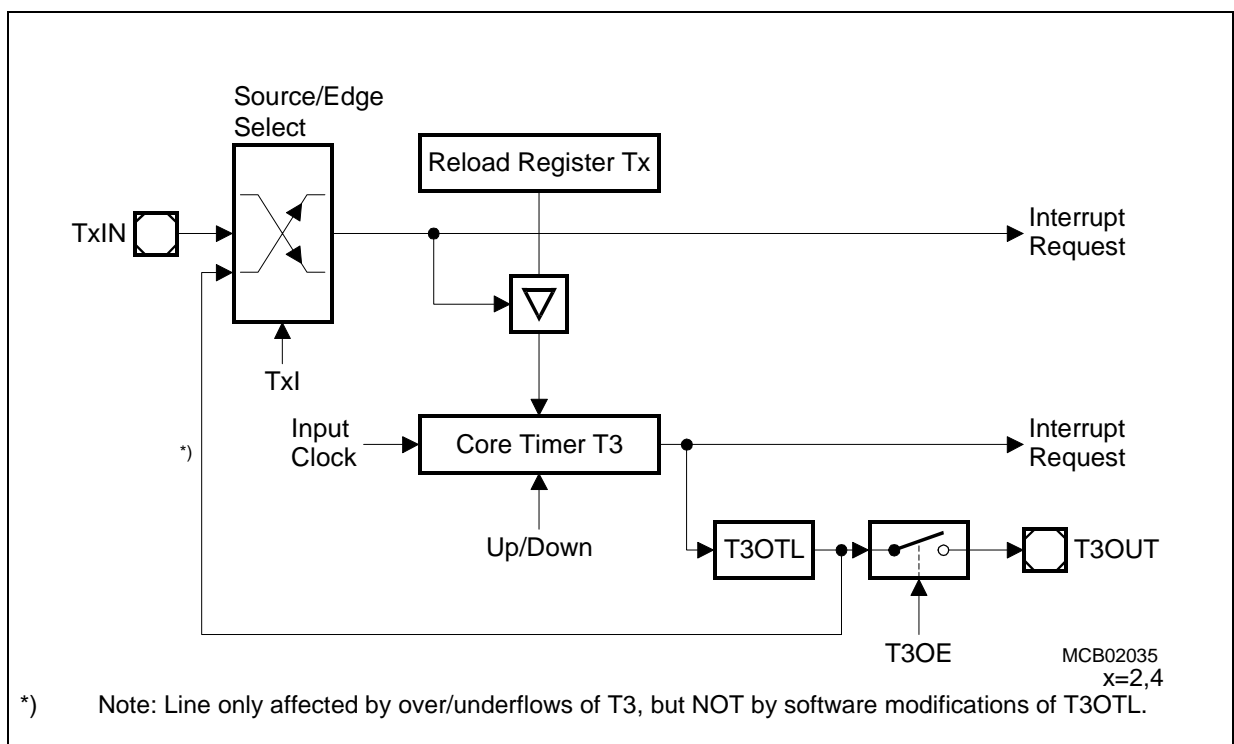 Source/Edge
Select
Reload Register Tx
TxIN
Interrupt
Request
TxI
Input
Clock
*)
Core Timer T3
Interrupt
Request
Up/Down
T3OTL
T3OUT
T3OE
MCB02035
x=2,4
*) Note: Line only affected by over/underflows of T3, but NOT by software modifications of T3OTL.